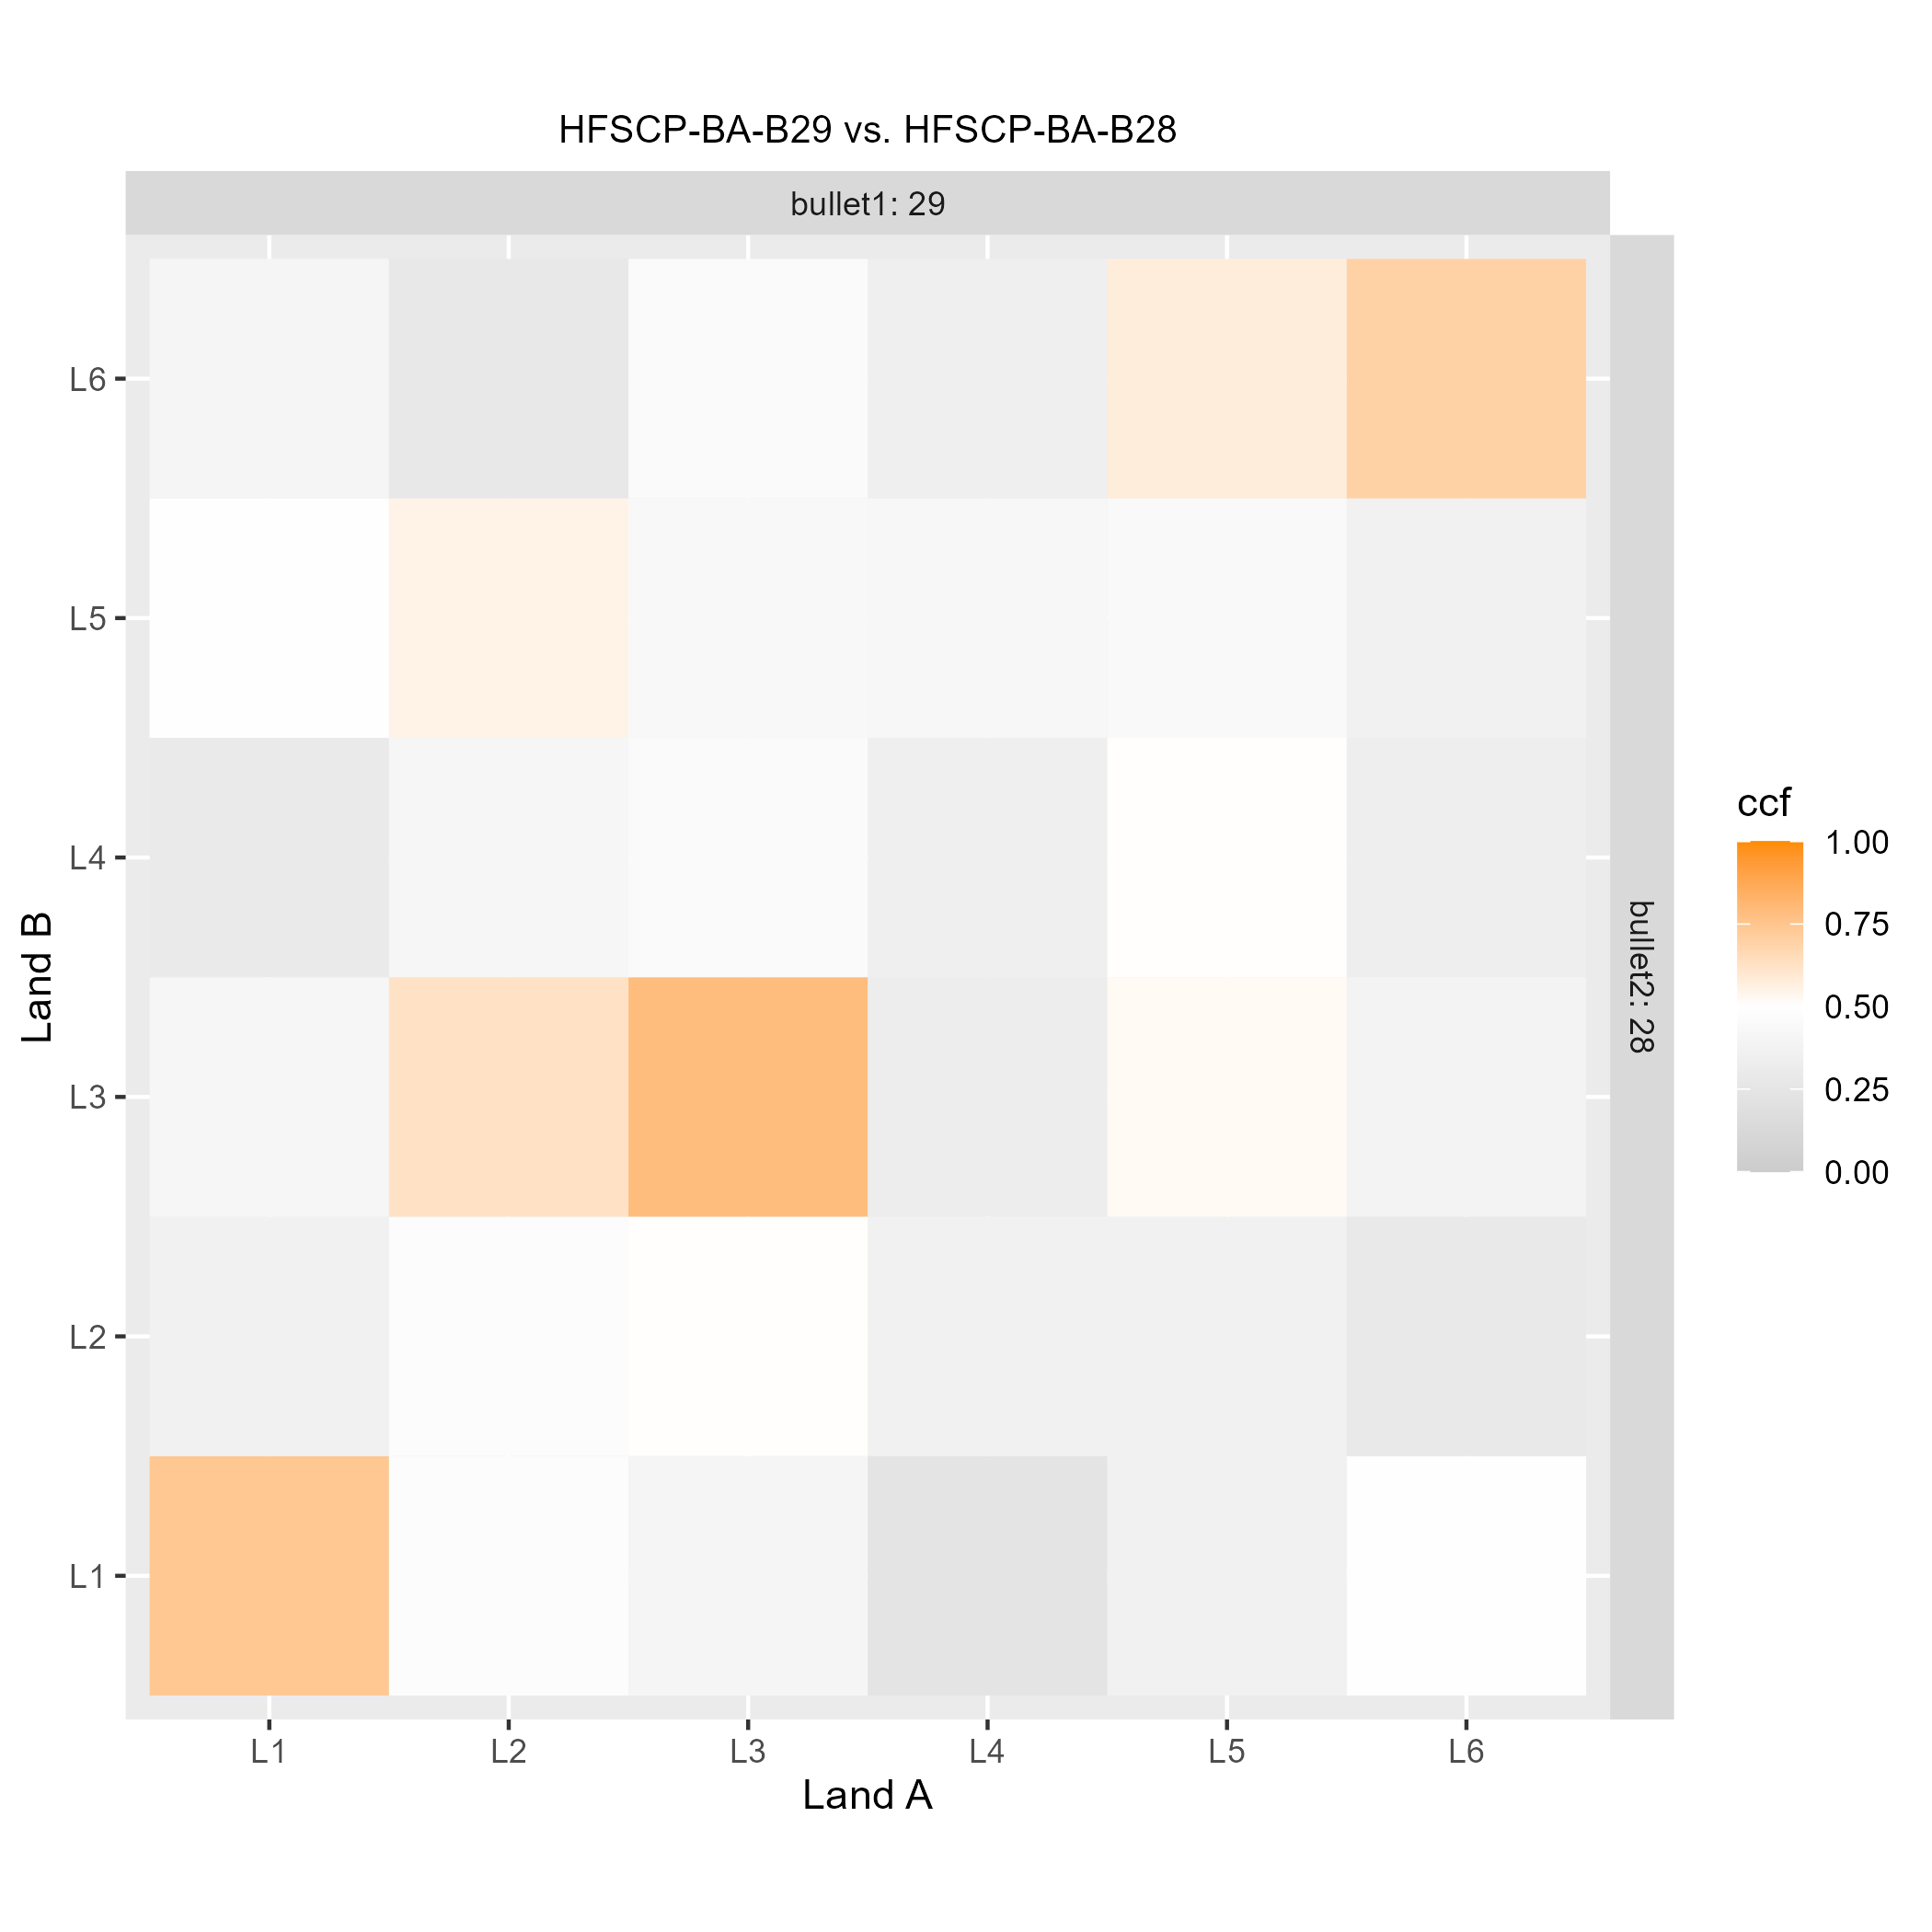 HFSCP-BA-B29 vs. HFSCP-BA-B28
bullet1: 29
L6
L5
L4
L3
L2
L1
Land B
bullet2: 28
L1 L2 L3 L4 L5 L6
Land A
ccf
1.00
0.75
0.50
0.25
0.00